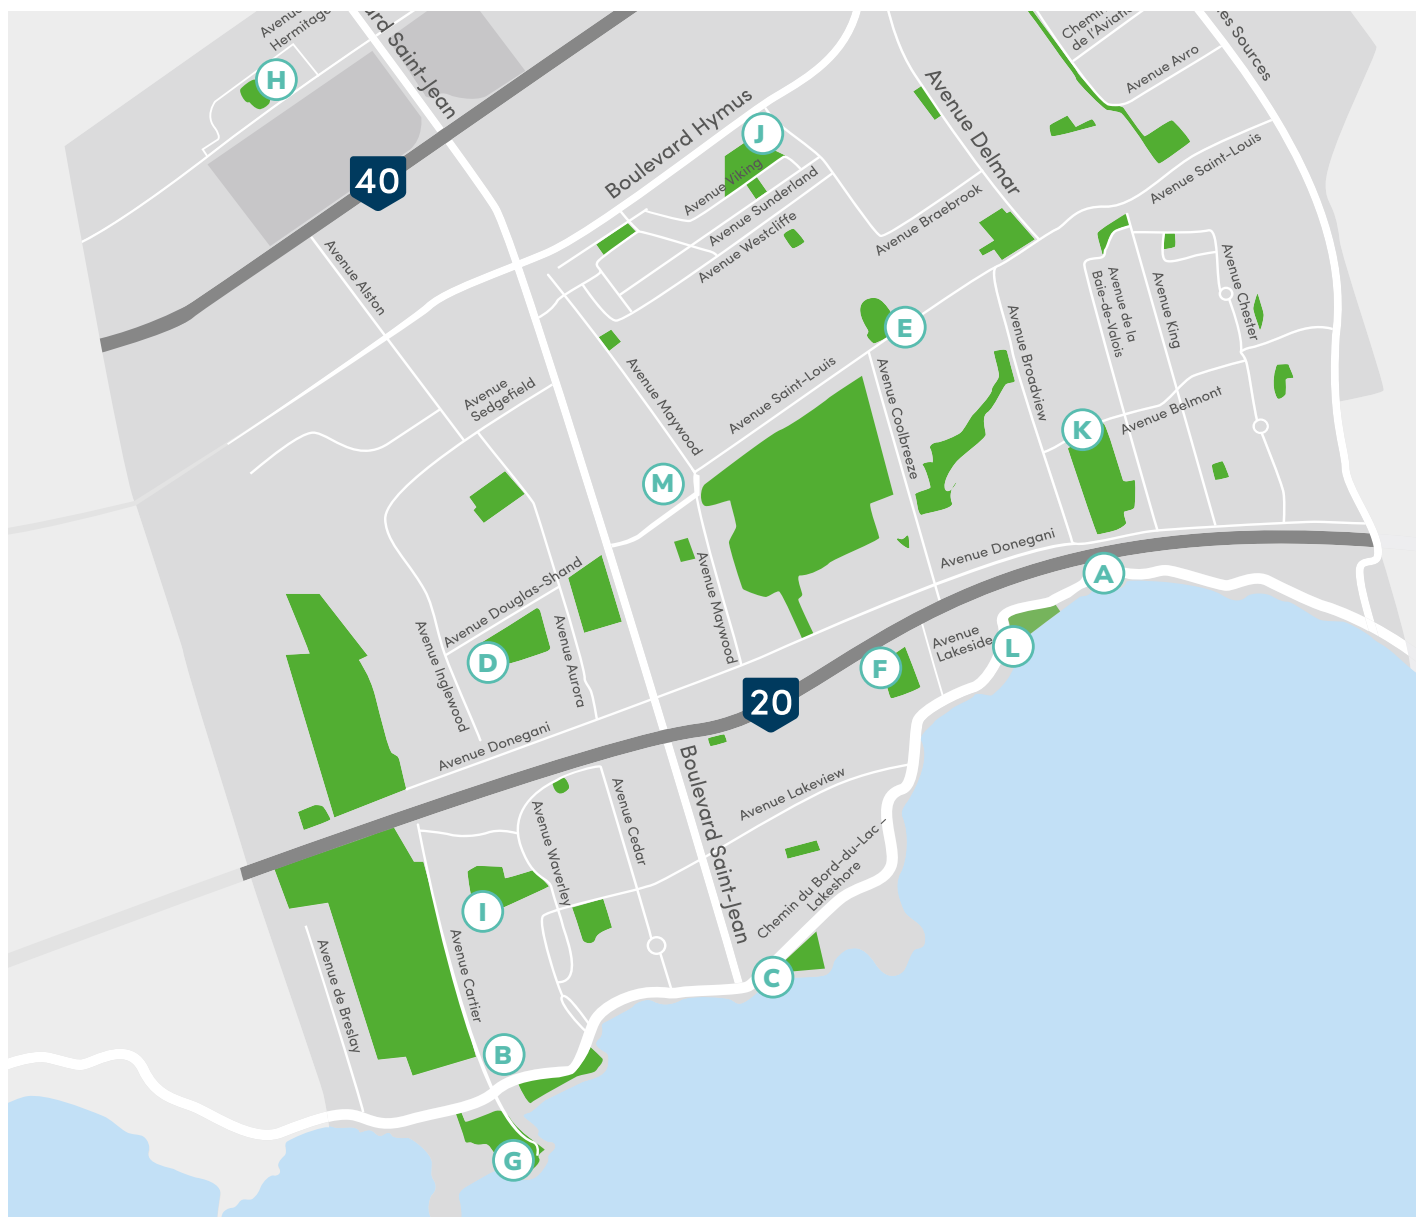 Avenue
Hermitage
H
Saint-Jean
40
Boulevard Hymus
J
Avenue Viking
Avenue Sunderland
Avenue Westcliffe
Avenue Delmar
Avenue Braebrook
Chemin
de l'Aviation
Avenue Avro
es Sources
Avenue Saint-Louis
Avenue Alston
Avenue
Sedgefield
Avenue Maywood
Avenue Saint-Louis
E
Avenue Coolbreeze
Avenue Broadview
Avenue de la
Baie-de-Valois
Avenue King
Avenue Chester
Avenue Belmont
K
M
Avenue Maywood
Avenue Donegani
A
Avenue Douglas-Shand
D
Avenue Inglewood
Avenue Aurora
Avenue Donegani
20
F
Avenue
Lakeside
L
Boulevard Saint-Jean
Avenue Lakeview
Avenue Cedar
Avenue Waverley
Chemin du Bord-du-Lac –
Lakeshore
I
C
Avenue de Breslay
Avenue Cartier
B
G